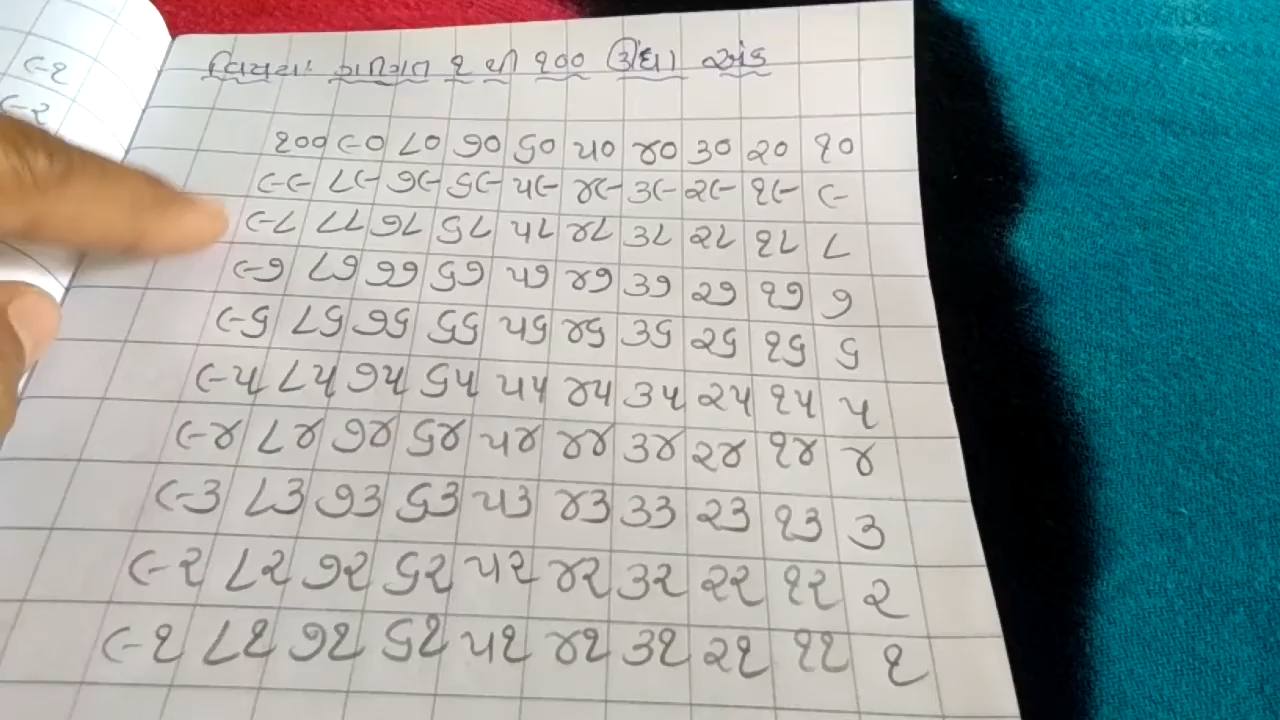 ૯૧
૯૨
વિષય: ગણિત ૧ થી ૧૦૦ ઊંધા અંક
૧૦૦ ૯૦ ૮૦ ૭૦ ૬૦ ૫૦ ૪૦ ૩૦ ૨૦ ૧૦
૯૯ ૮૯ ૭૯ ૬૯ ૫૯ ૪૯ ૩૯ ૨૯ ૧૯ ૯
૯૮ ૮૮ ૭૮ ૬૮ ૫૮ ૪૮ ૩૮ ૨૮ ૧૮ ૮
૯૭ ૮૭ ૭૭ ૬૭ ૫૭ ૪૭ ૩૭ ૨૭ ૧૭ ૭
૯૬ ૮૬ ૭૬ ૬૬ ૫૬ ૪૬ ૩૬ ૨૬ ૧૬ ૬
૯૫ ૮૫ ૭૫ ૬૫ ૫૫ ૪૫ ૩૫ ૨૫ ૧૫ ૫
૯૪ ૮૪ ૭૪ ૬૪ ૫૪ ૪૪ ૩૪ ૨૪ ૧૪ ૪
૯૩ ૮૩ ૭૩ ૬૩ ૫૩ ૪૩ ૩૩ ૨૩ ૧૩ ૩
૯૨ ૮૨ ૭૨ ૬૨ ૫૨ ૪૨ ૩૨ ૨૨ ૧૨ ૨
૯૧ ૮૧ ૭૧ ૬૧ ૫૧ ૪૧ ૩૧ ૨૧ ૧૧ ૧